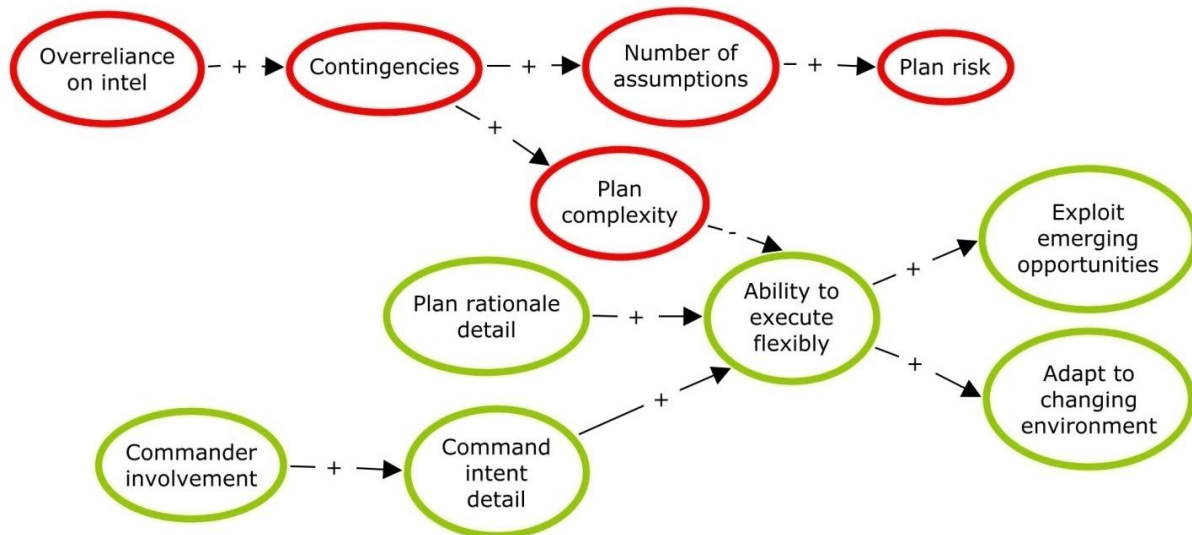 Overreliance
on intel
+
Contingencies
+
Number of
assumptions
+
Plan risk
+
Plan
complexity
-
Exploit
emerging
opportunities
+
Plan rationale
detail
+
Ability to
execute
flexibly
+
Adapt to
changing
environment
+
Commander
involvement
+
Command
intent
detail